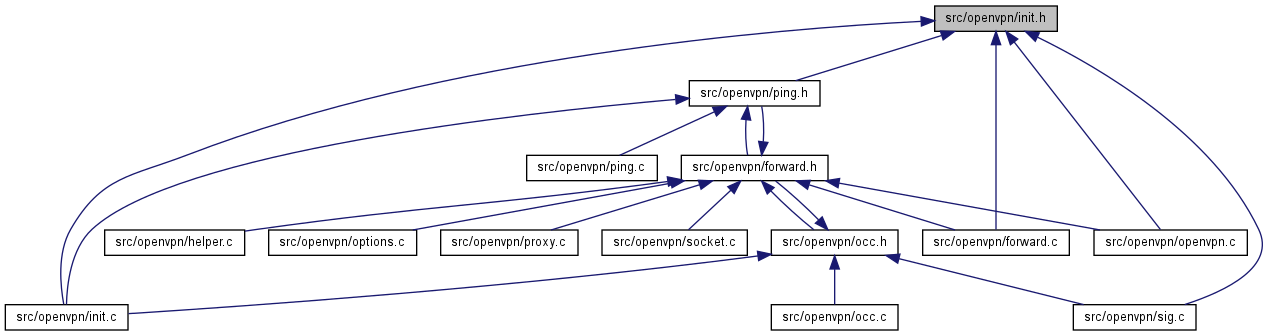 src/openvpn/init.h
src/openvpn/ping.h
src/openvpn/ping.c
src/openvpn/forward.h
src/openvpn/helper.c
src/openvpn/options.c
src/openvpn/proxy.c
src/openvpn/socket.c
src/openvpn/occ.h
src/openvpn/forward.c
src/openvpn/openvpn.c
src/openvpn/init.c
src/openvpn/occ.c
src/openvpn/sig.c